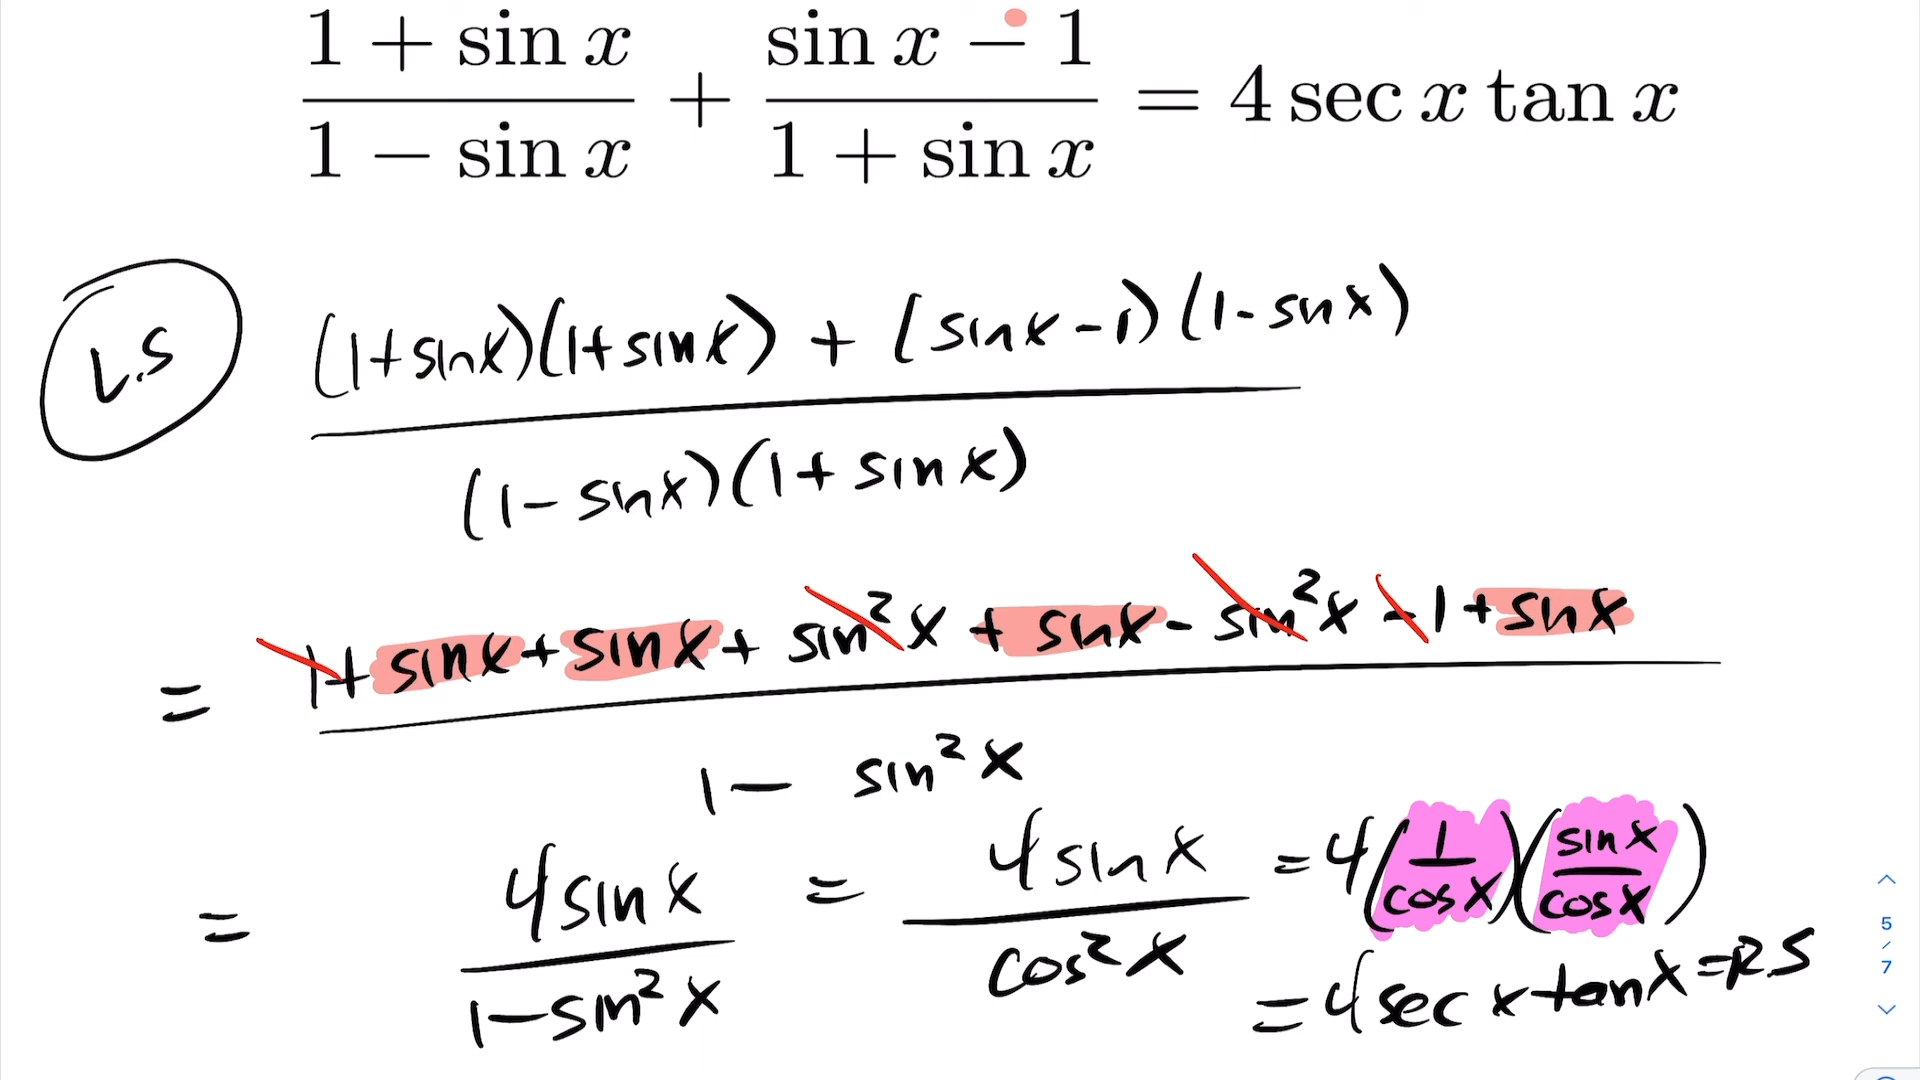 1 + sin x / 1 − sin x + sin x − 1 / 1 + sin x = 4 sec x tan x
L.S
(1+sinx)(1+sinx) + (sinx-1)(1-sinx)
(1-sinx)(1+sinx)
= 1+sinx+sinx+sin²x+sinx-sin²x-1+sinx
1-sin²x
= 4sinx / 1-sin²x = 4sinx / cos²x = 4(1/cosx)(sinx/cosx)
= 4secxtanx=RS
5
/
7